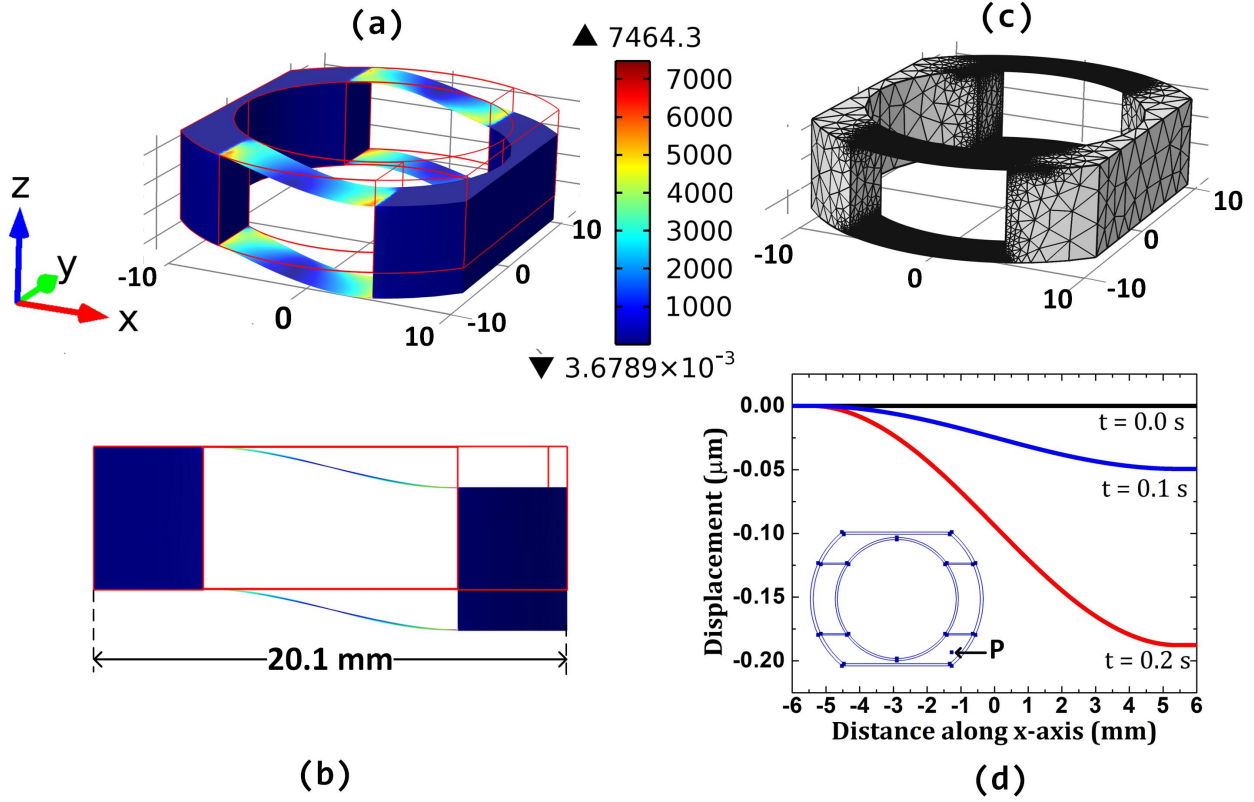 (a)
▲ 7464.3
7000
6000
5000
4000
3000
2000
1000
▼ 3.6789×10⁻³
z
y
x
-10
0
10
-10
0
10
(c)
-10
0
10
-10
0
10
20.1 mm
(b)
Displacement (μm)
0.00
-0.05
-0.10
-0.15
-0.20
t = 0.0 s
t = 0.1 s
t = 0.2 s
P
-6 -5 -4 -3 -2 -1 0 1 2 3 4 5 6
Distance along x-axis (mm)
(d)